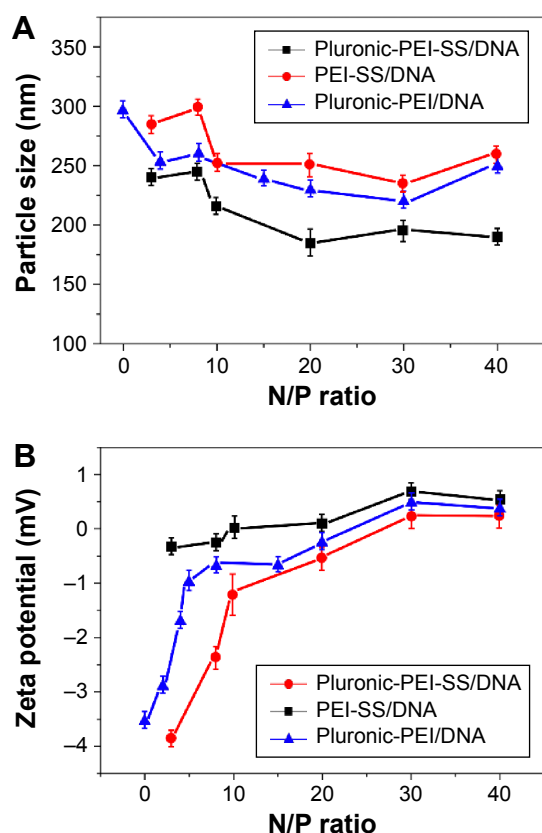 A
Particle size (nm)
350
300
250
200
150
100
Pluronic-PEI-SS/DNA
PEI-SS/DNA
Pluronic-PEI/DNA
0 10 20 30 40
N/P ratio
B
Zeta potential (mV)
1
0
–1
–2
–3
–4
Pluronic-PEI-SS/DNA
PEI-SS/DNA
Pluronic-PEI/DNA
0 10 20 30 40
N/P ratio